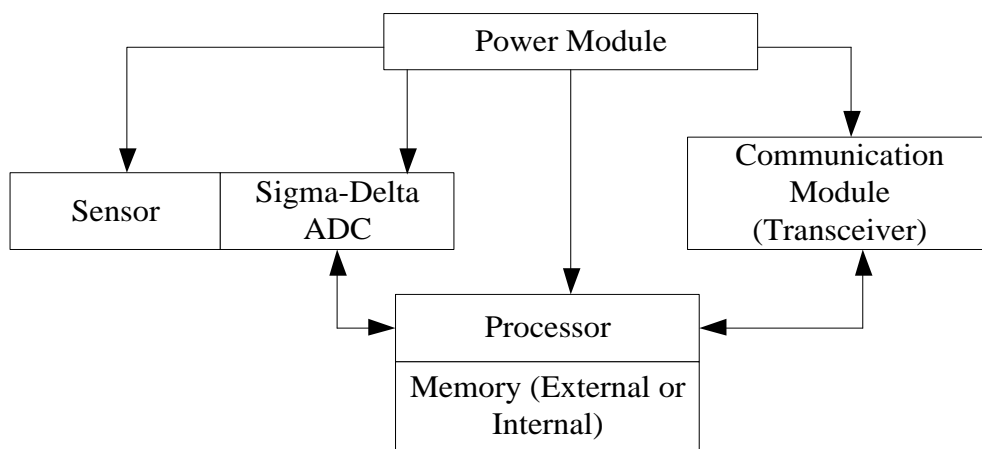 Power Module
Sensor
Sigma-Delta
ADC
Communication
Module
(Transceiver)
Processor
Memory (External or
Internal)